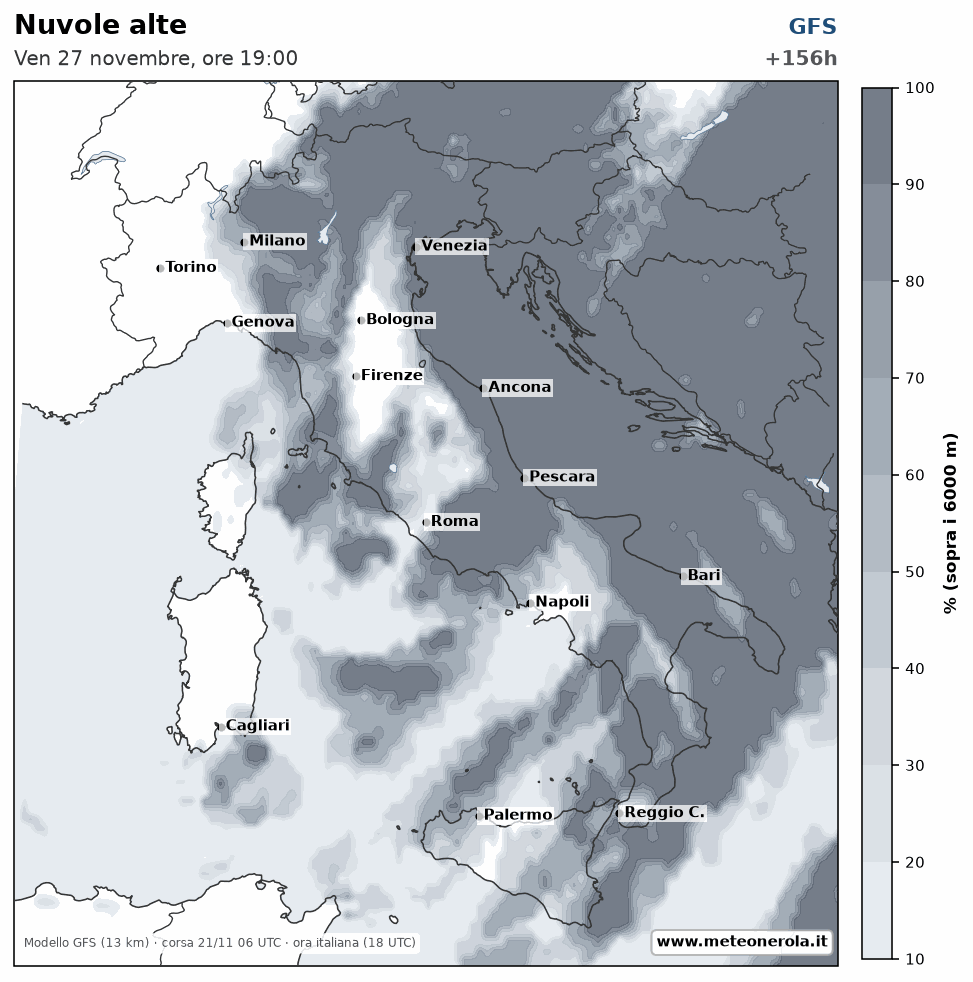 Nuvole alte
GFS
Ven 27 novembre, ore 19:00
+156h
100
90
80
70
60
50
40
30
20
10
% (sopra i 6000 m)
Milano
Venezia
Torino
Genova
Bologna
Firenze
Ancona
Pescara
Roma
Bari
Napoli
Cagliari
Palermo
Reggio C.
Modello GFS (13 km) · corsa 21/11 06 UTC · ora italiana (18 UTC)
www.meteonerola.it